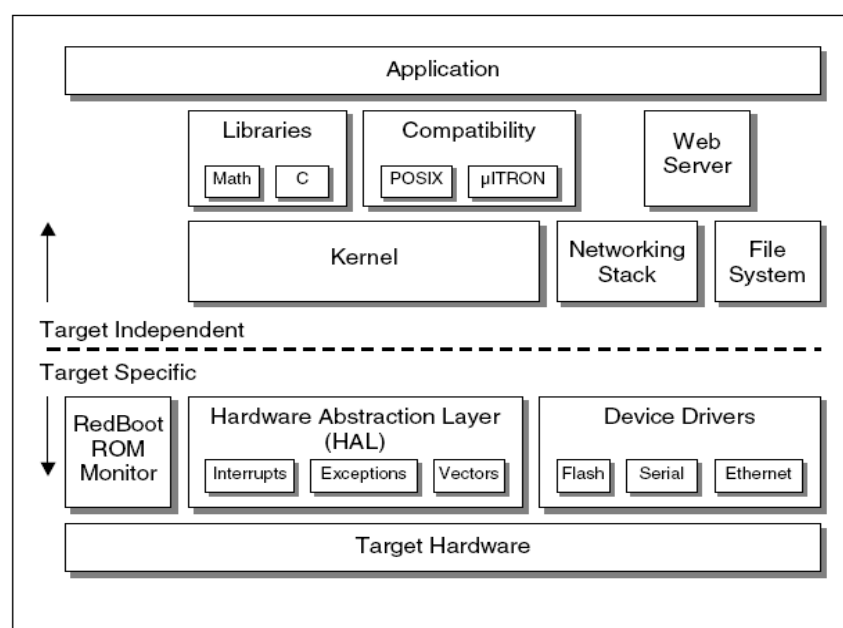 Application
Libraries
Math
C
Compatibility
POSIX
µITRON
Web
Server
Kernel
Networking
Stack
File
System
Target Independent
Target Specific
RedBoot
ROM
Monitor
Hardware Abstraction Layer
(HAL)
Interrupts
Exceptions
Vectors
Device Drivers
Flash
Serial
Ethernet
Target Hardware